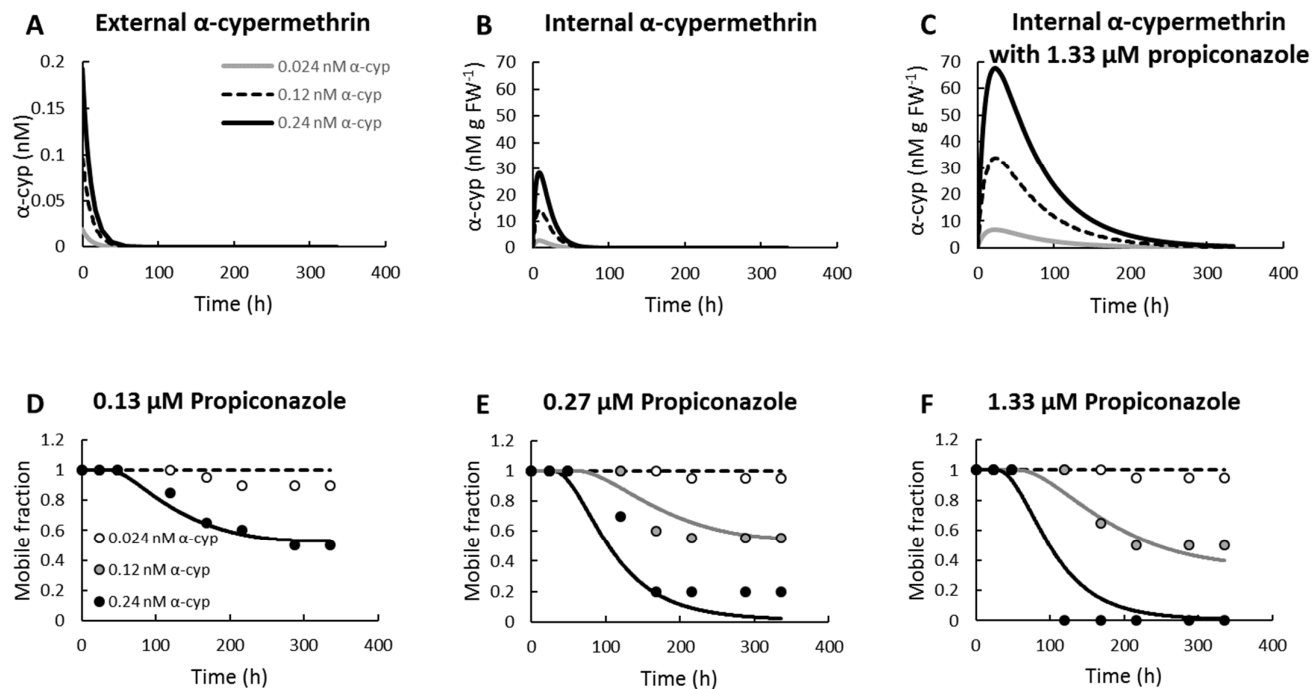 A
External α-cypermethrin
0.2
0.15
0.1
0.05
0
α-cyp (nM)
0.024 nM α-cyp
0.12 nM α-cyp
0.24 nM α-cyp
0 100 200 300 400
Time (h)
B
Internal α-cypermethrin
70
60
50
40
30
20
10
0
α-cyp (nM g FW⁻¹)
0 100 200 300 400
Time (h)
C
Internal α-cypermethrin
with 1.33 µM propiconazole
70
60
50
40
30
20
10
0
α-cyp (nM g FW⁻¹)
0 100 200 300 400
Time (h)
D
0.13 µM Propiconazole
1.2
1
0.8
0.6
0.4
0.2
0
Mobile fraction
0.024 nM α-cyp
0.12 nM α-cyp
0.24 nM α-cyp
0 100 200 300 400
Time (h)
E
0.27 µM Propiconazole
1.2
1
0.8
0.6
0.4
0.2
0
Mobile fraction
0 100 200 300 400
Time (h)
F
1.33 µM Propiconazole
1.2
1
0.8
0.6
0.4
0.2
0
Mobile fraction
0 100 200 300 400
Time (h)